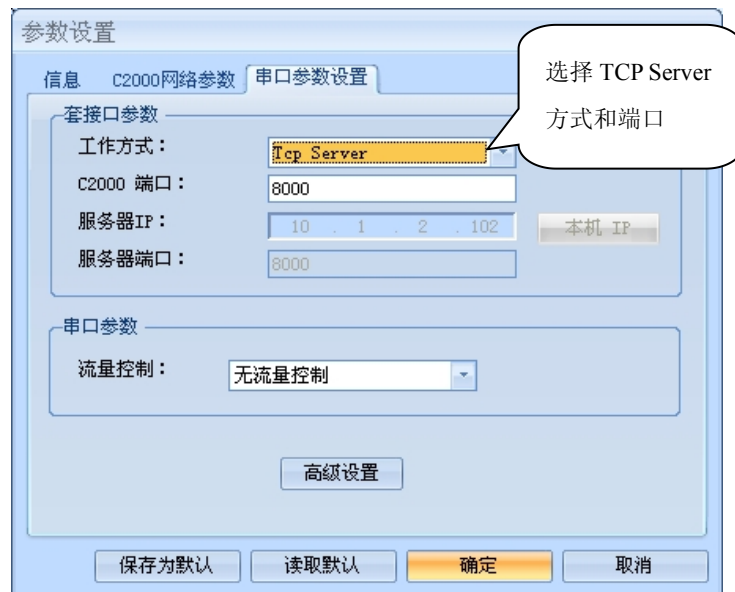 参数设置
选择 TCP Server
方式和端口
信息 C2000网络参数 串口参数设置
套接口参数
工作方式： Tcp Server
C2000 端口： 8000
服务器IP： 10 . 1 . 2 . 102 本机 IP
服务器端口： 8000
串口参数
流量控制： 无流量控制
高级设置
保存为默认 读取默认 确定 取消